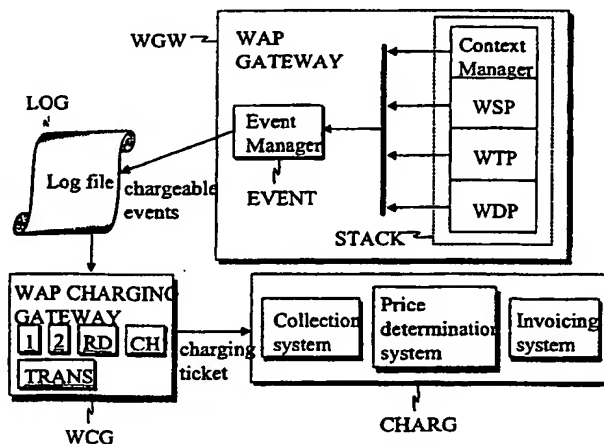 WGW
WAP
GATEWAY
Context
Manager
WSP
WTP
WDP
STACK
Event
Manager
EVENT
LOG
Log file
chargeable
events
WAP CHARGING
GATEWAY
1 2 RD CH
TRANS
WCG
charging
ticket
Collection
system
Price
determination
system
Invoicing
system
CHARG